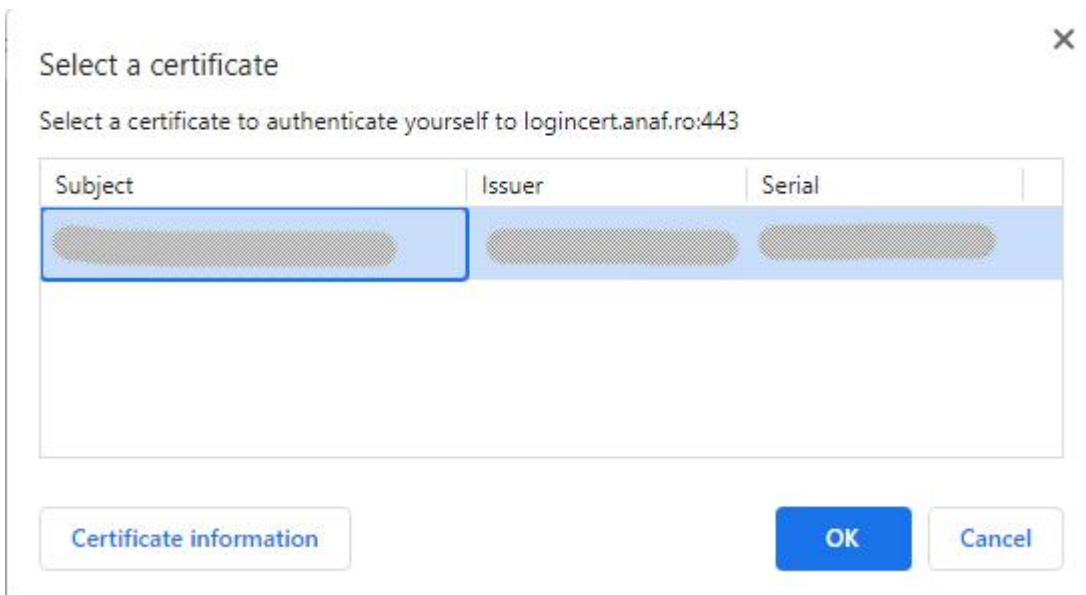 Select a certificate
Select a certificate to authenticate yourself to logincert.anaf.ro:443
Subject Issuer Serial
Certificate information OK Cancel